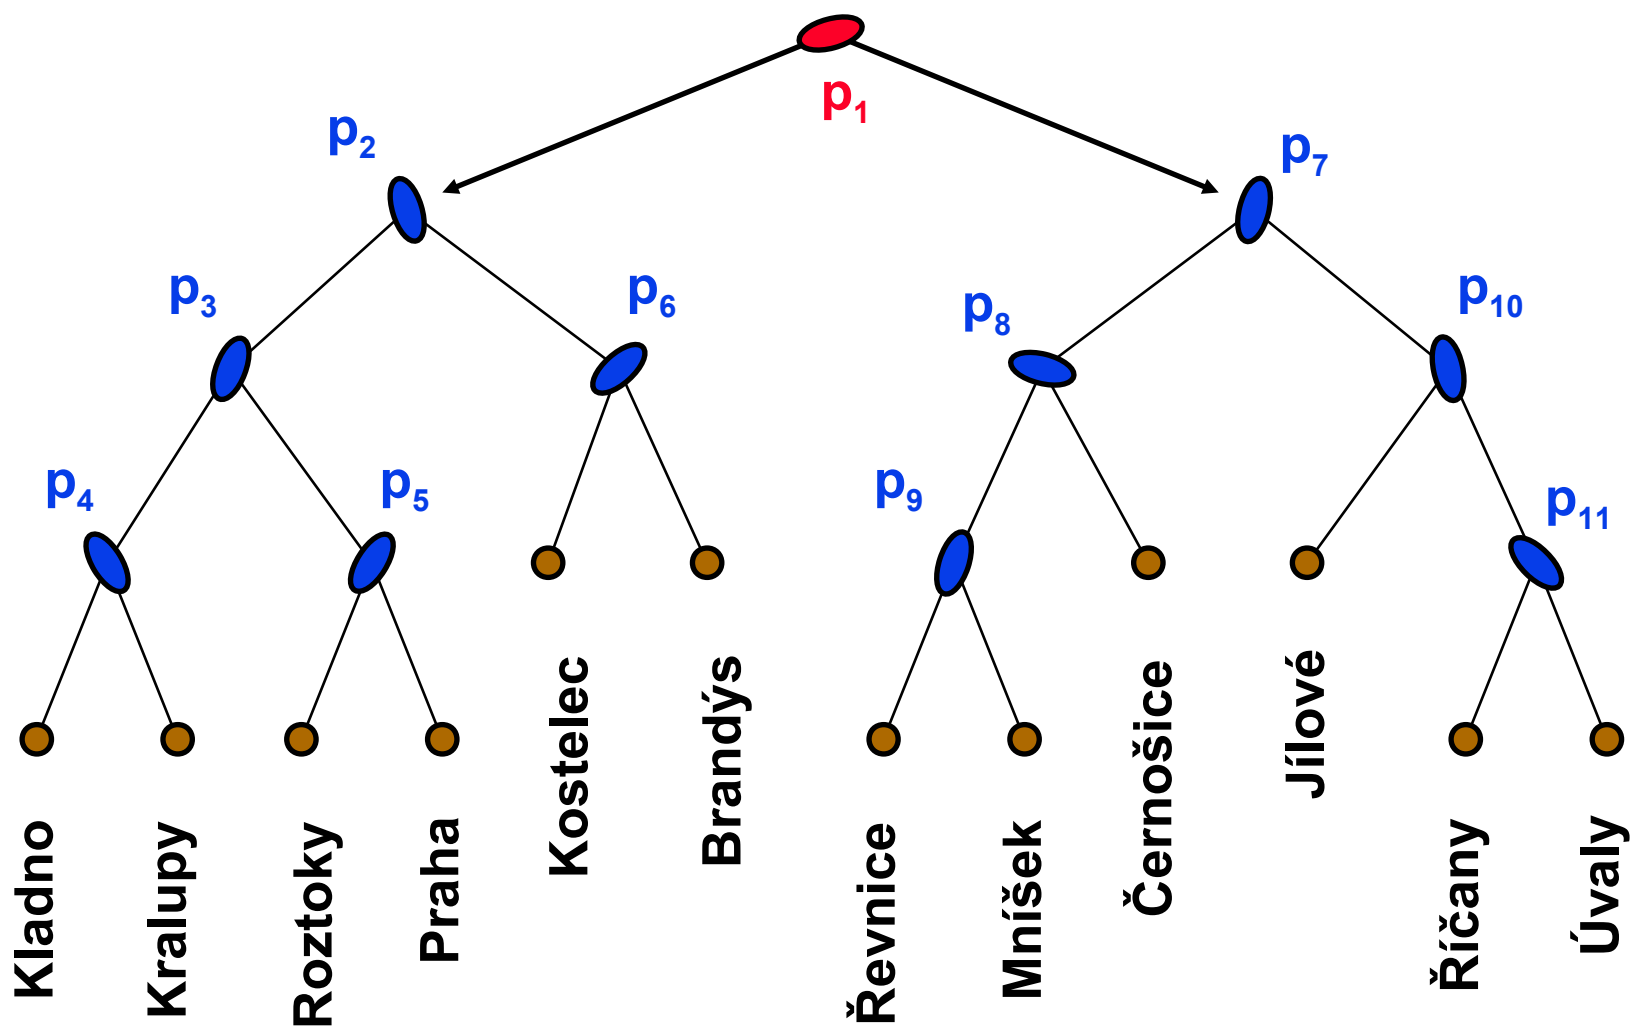 p1
p2
p7
p3
p6
p8
p10
p4
p5
p9
p11
Kladno
Kralupy
Roztoky
Praha
Kostelec
Brandýs
Řevnice
Mníšek
Černošice
Jílové
Říčany
Úvaly